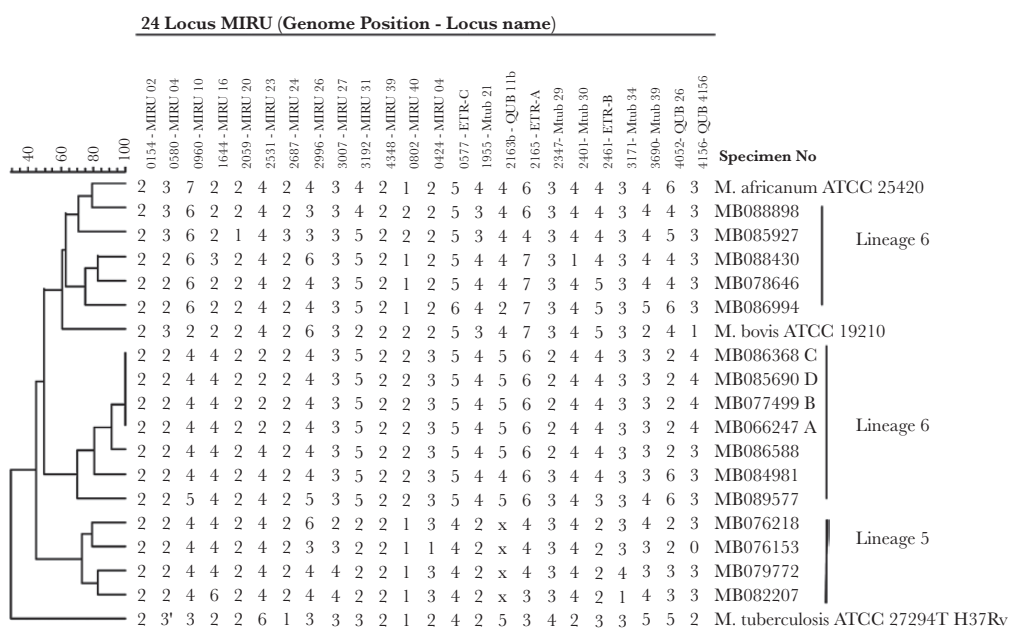 24 Locus MIRU (Genome Position - Locus name)
0154 - MIRU 02
0580 - MIRU 04
0960 - MIRU 10
1644 - MIRU 16
2059 - MIRU 20
2531 - MIRU 23
2687 - MIRU 24
2996 - MIRU 26
3007 - MIRU 27
3192 - MIRU 31
4348 - MIRU 39
0802 - MIRU 40
0424 - MIRU 04
0577 - ETR-C
1955 - Mtub 21
2163b - QUB 11b
2165 - ETR-A
2347- Mtub 29
2401- Mtub 30
2461- ETR-B
3171- Mtub 34
3690- Mtub 39
4052- QUB 26
4156- QUB 4156
40 60 80 100
Specimen No
2 3 7 2 2 4 2 4 3 4 2 1 2 5 4 4 6 3 4 4 3 4 6 3 M. africanum ATCC 25420
2 3 6 2 2 4 2 3 3 4 2 2 2 5 3 4 6 3 4 4 3 4 4 3 MB088898
2 3 6 2 1 4 3 3 3 5 2 2 2 5 3 4 4 3 4 4 3 4 5 3 MB085927
Lineage 6
2 2 6 3 2 4 2 6 3 5 2 1 2 5 4 4 7 3 1 4 3 4 4 3 MB088430
2 2 6 2 2 4 2 4 3 5 2 1 2 5 4 4 7 3 4 5 3 4 4 3 MB078646
2 2 6 2 2 4 2 4 3 5 2 1 2 6 4 2 7 3 4 5 3 5 6 3 MB086994
2 3 2 2 2 4 2 6 3 2 2 2 2 5 3 4 7 3 4 5 3 2 4 1 M. bovis ATCC 19210
2 2 4 4 2 2 2 4 3 5 2 2 3 5 4 5 6 2 4 4 3 3 2 4 MB086368 C
2 2 4 4 2 2 2 4 3 5 2 2 3 5 4 5 6 2 4 4 3 3 2 4 MB085690 D
2 2 4 4 2 2 2 4 3 5 2 2 3 5 4 5 6 2 4 4 3 3 2 4 MB077499 B
2 2 4 4 2 2 2 4 3 5 2 2 3 5 4 5 6 2 4 4 3 3 2 4 MB066247 A
Lineage 6
2 2 4 4 2 4 2 4 3 5 2 2 3 5 4 5 6 3 4 4 3 3 2 3 MB086588
2 2 4 4 2 4 2 4 3 5 2 2 3 5 4 4 6 3 4 4 3 3 6 3 MB084981
2 2 5 4 2 4 2 5 3 5 2 2 3 5 4 5 6 3 4 3 3 4 6 3 MB089577
2 2 4 4 2 4 2 6 2 2 2 1 3 4 2 x 4 3 4 2 3 4 2 3 MB076218
Lineage 5
2 2 4 4 2 4 2 3 3 2 2 1 1 4 2 x 4 3 4 2 3 3 2 0 MB076153
2 2 4 4 2 4 2 4 4 2 2 1 3 4 2 x 4 3 4 2 4 3 3 3 MB079772
2 2 4 6 2 4 2 4 4 2 2 1 3 4 2 x 3 3 4 2 1 4 3 3 MB082207
2 3' 3 2 2 6 1 3 3 3 2 1 2 4 2 5 3 4 2 3 3 5 5 2 M. tuberculosis ATCC 27294T H37Rv